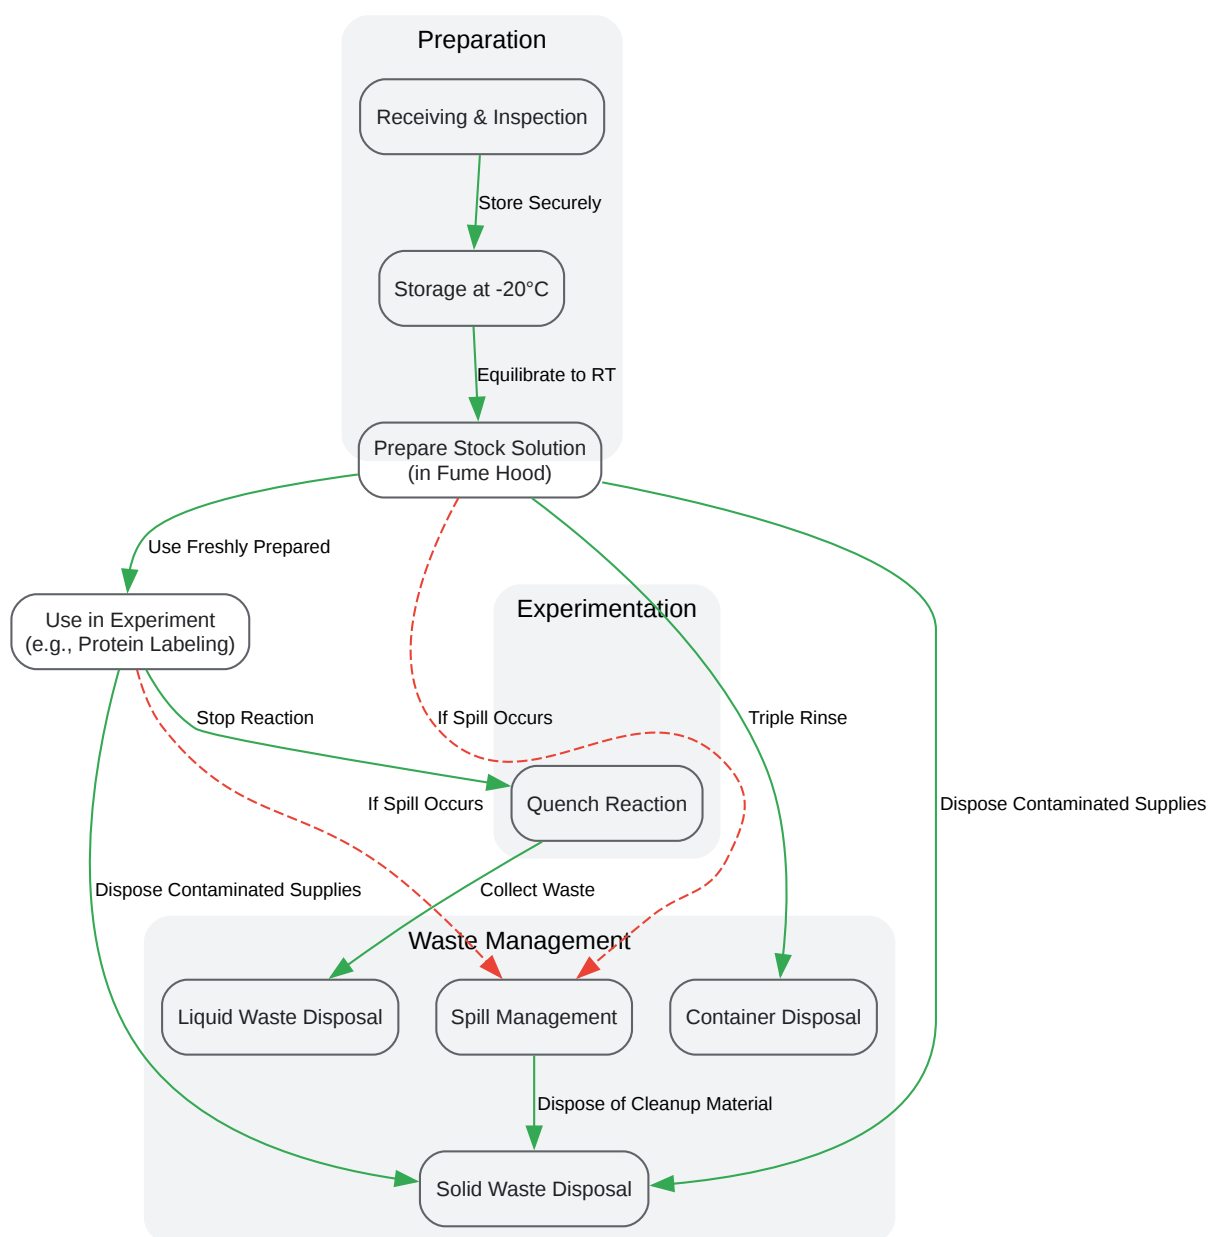 Preparation
Receiving & Inspection
Store Securely
Storage at -20°C
Equilibrate to RT
Prepare Stock Solution
(in Fume Hood)
Use Freshly Prepared
Use in Experiment
(e.g., Protein Labeling)
Experimentation
Stop Reaction
If Spill Occurs
Triple Rinse
If Spill Occurs
Quench Reaction
Dispose Contaminated Supplies
Dispose Contaminated Supplies
Collect Waste
Waste Management
Liquid Waste Disposal
Spill Management
Container Disposal
Dispose of Cleanup Material
Solid Waste Disposal